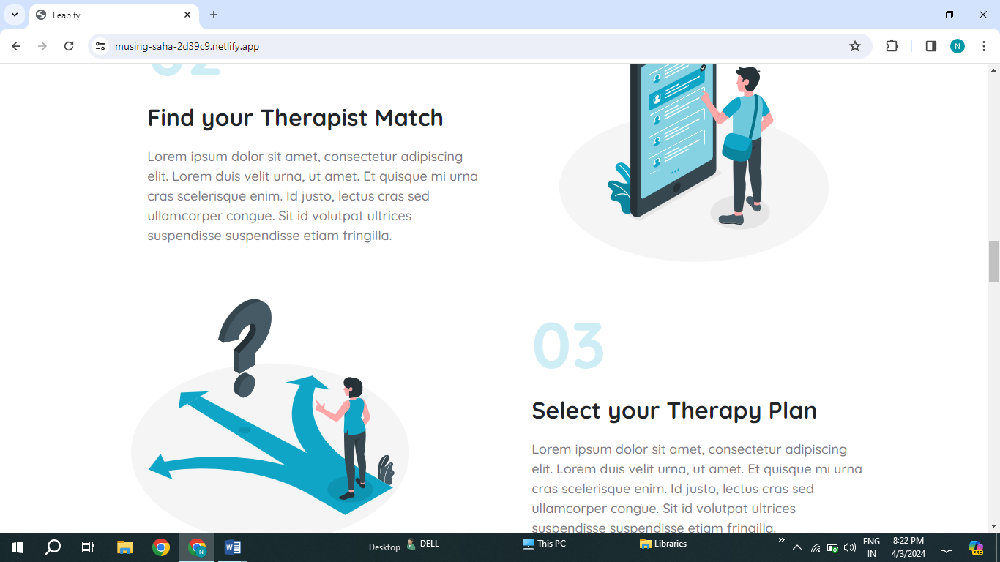 Leapify
musing-saha-2d39c9.netlify.app
N
02
Find your Therapist Match
Lorem ipsum dolor sit amet, consectetur adipiscing
elit. Lorem duis velit urna, ut amet. Et quisque mi urna
cras scelerisque enim. Id justo, lectus cras sed
ullamcorper congue. Sit id volutpat ultrices
suspendisse suspendisse etiam fringilla.
?
03
Select your Therapy Plan
Lorem ipsum dolor sit amet, consectetur adipiscing
elit. Lorem duis velit urna, ut amet. Et quisque mi urna
cras scelerisque enim. Id justo, lectus cras sed
ullamcorper congue. Sit id volutpat ultrices
suspendisse suspendisse etiam fringilla.
N
W
Desktop
DELL
This PC
Libraries
»
ENG
IN
8:22 PM
4/3/2024
PRE